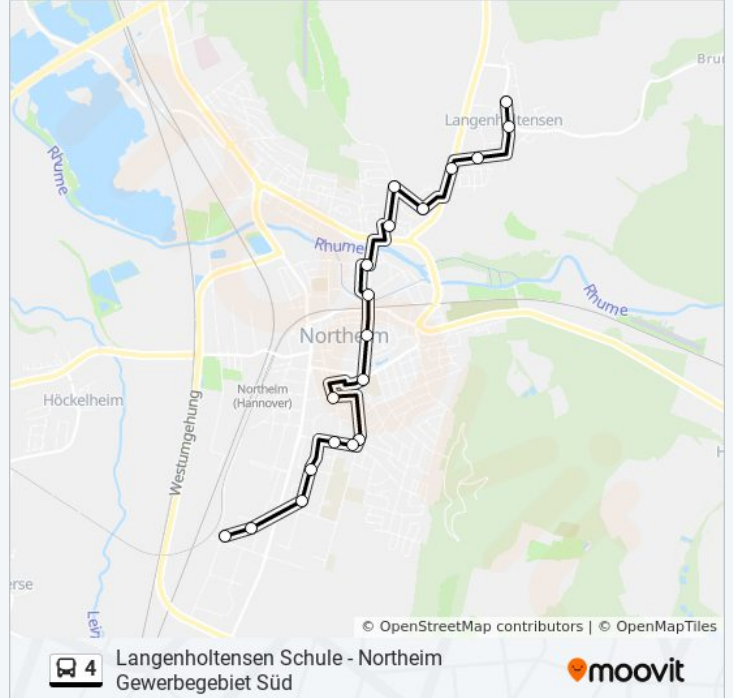 Bru
Langenholtensen
Rhume
Rhume
Rhume
Northeim
Northeim
(Hannover)
Höckelheim
Westumgehung
H
erse
Lein
© OpenStreetMap contributors | © OpenMapTiles
4
Langenholtensen Schule - Northeim
Gewerbegebiet Süd
moovit